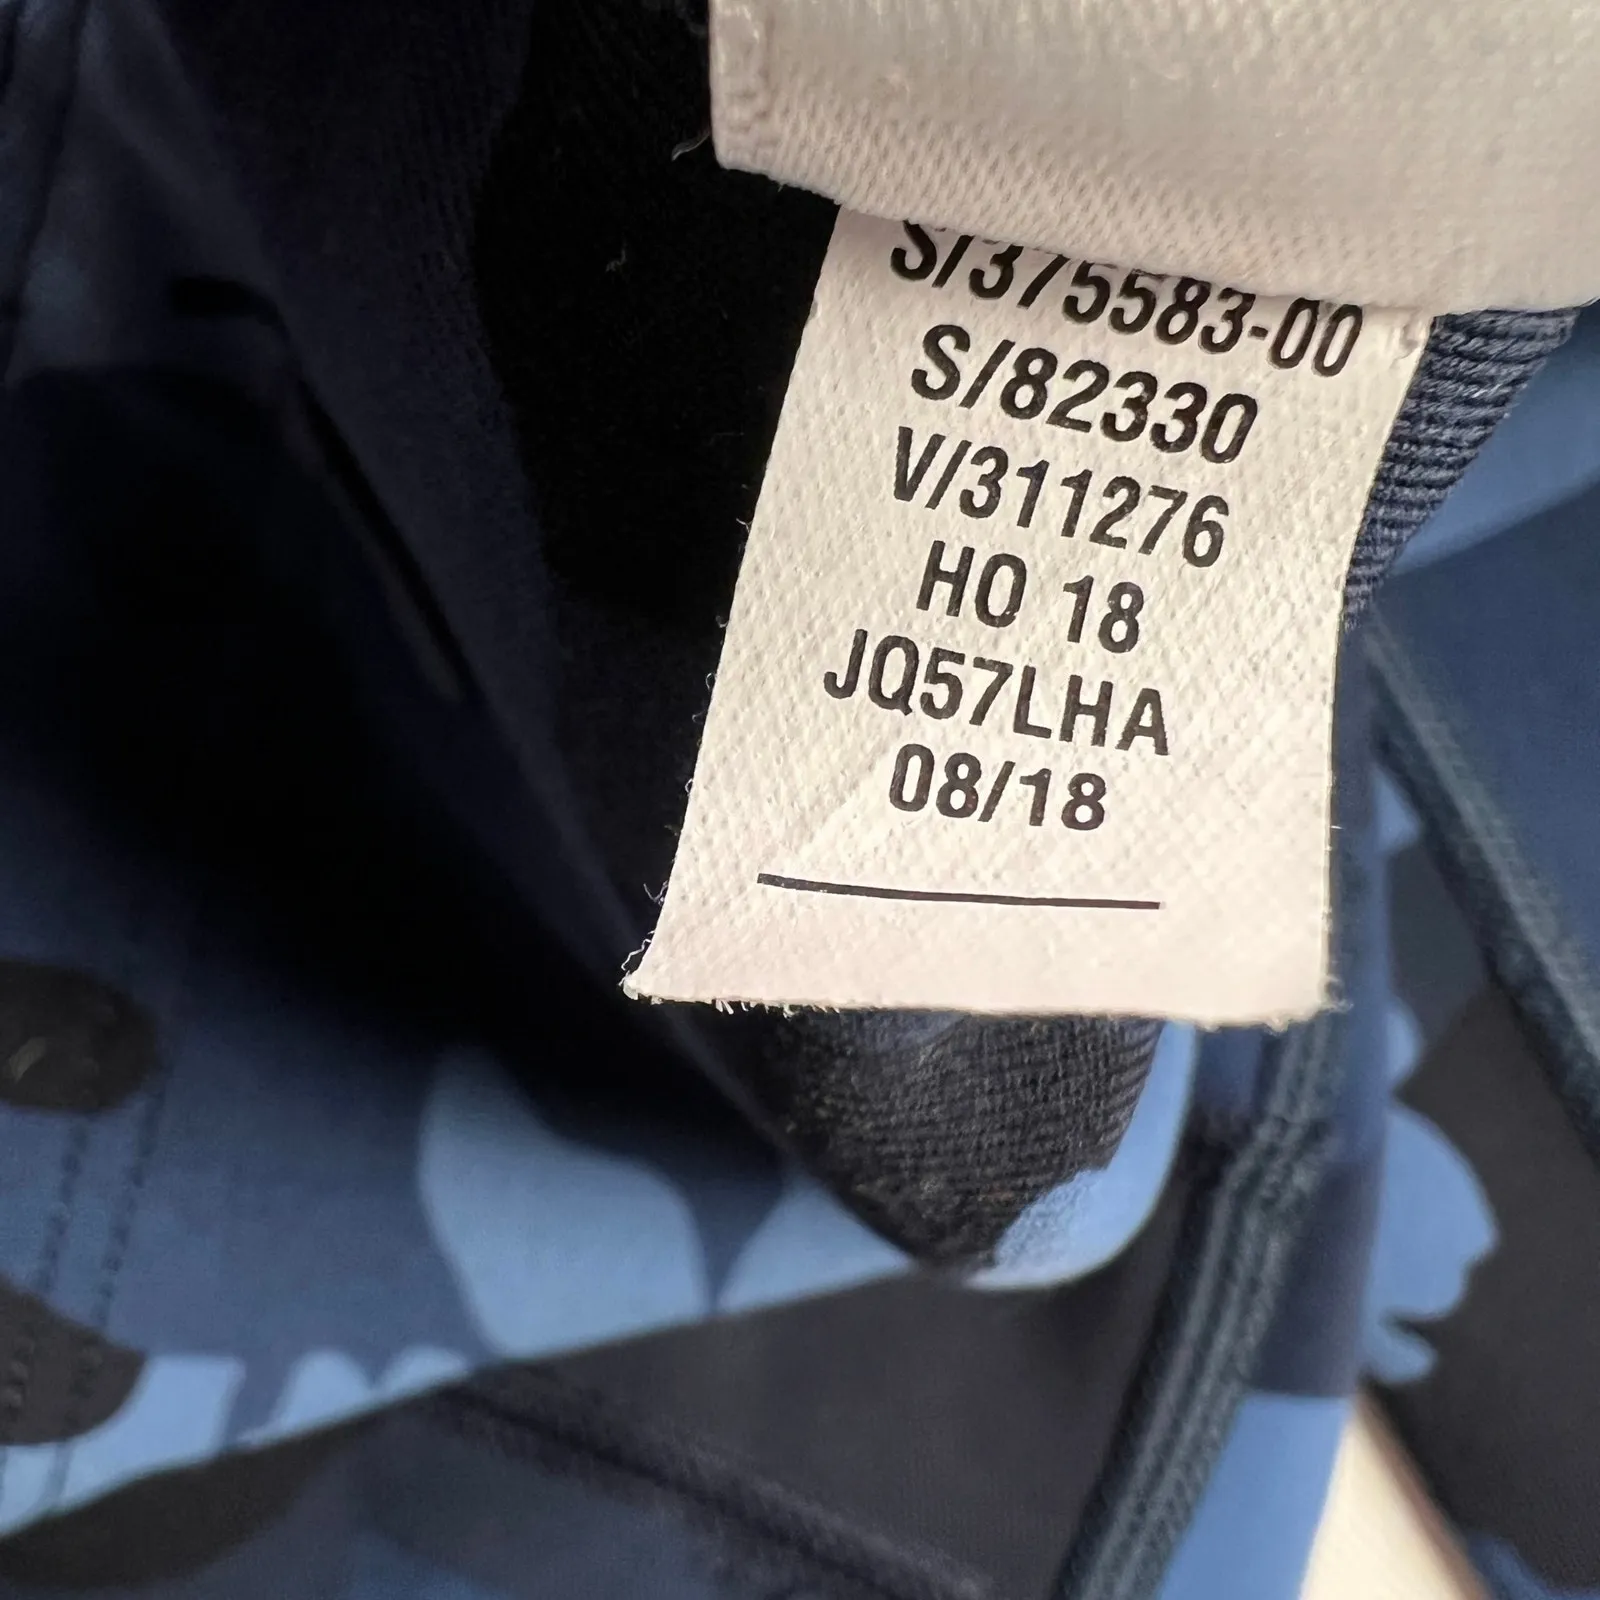 S/375583-00
S/82330
V/311276
HO 18
JQ57LHA
08/18